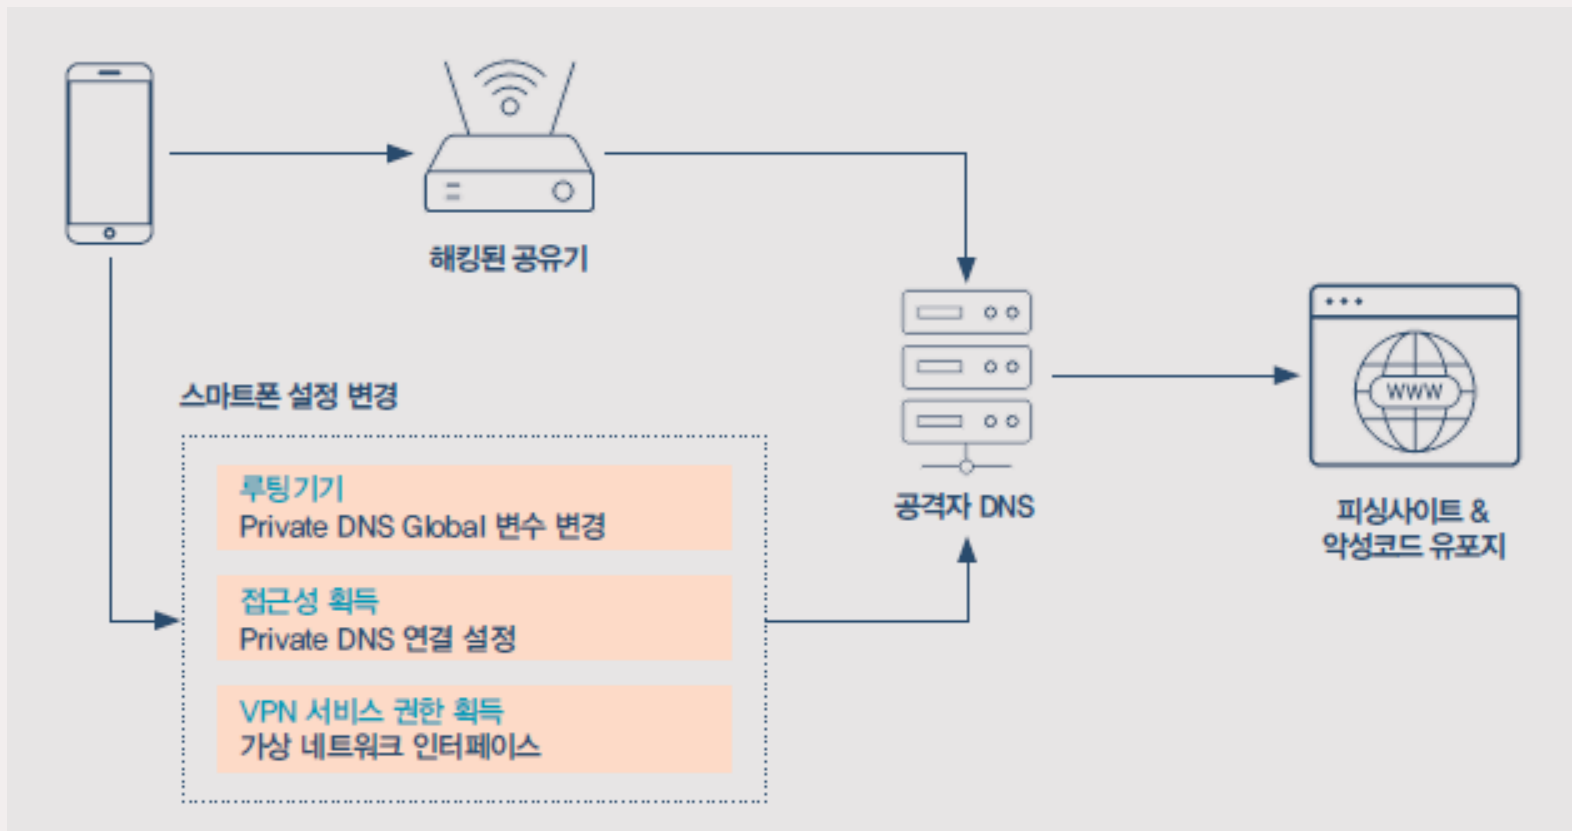 해킹된 공유기
스마트폰 설정 변경
루팅기기
Private DNS Global 변수 변경
접근성 획득
Private DNS 연결 설정
VPN 서비스 권한 획득
가상 네트워크 인터페이스
공격자 DNS
WWW
피싱사이트 &
악성코드 유포지